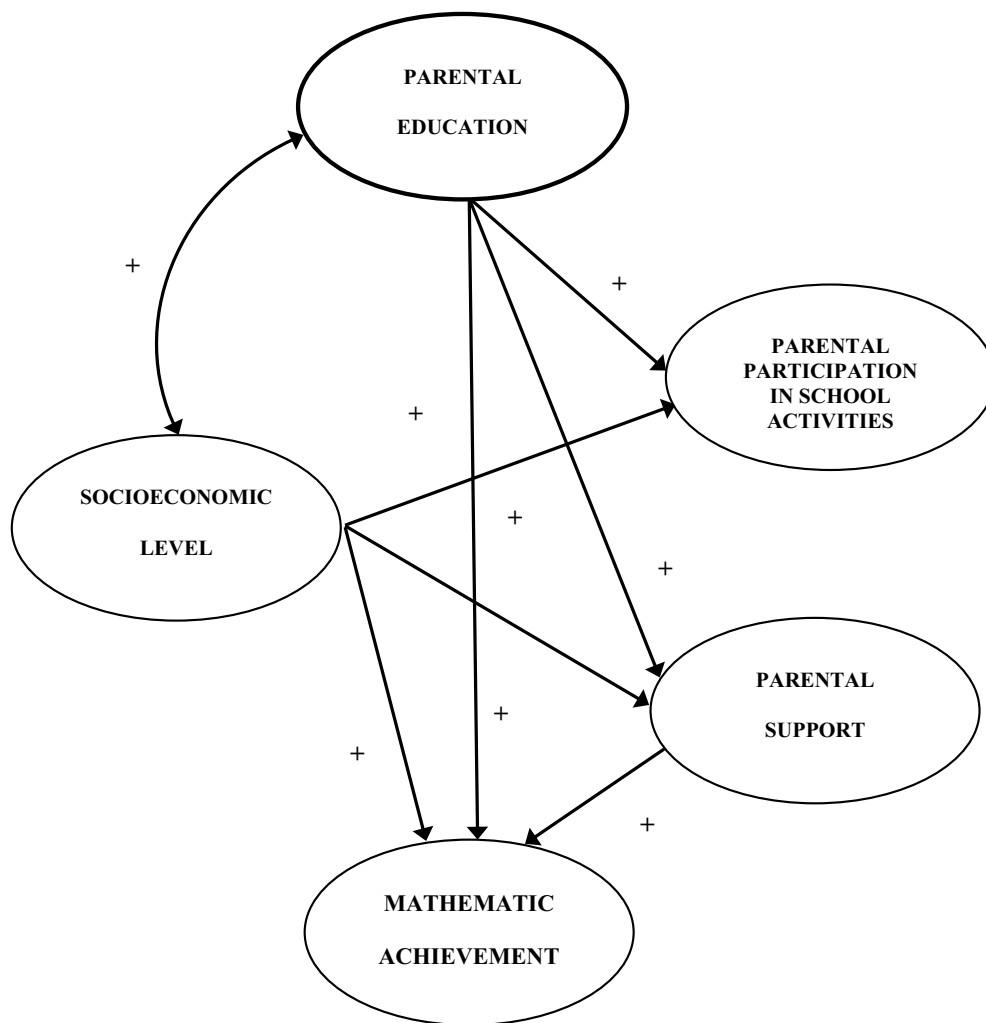 PARENTAL
EDUCATION
+
+
PARENTAL
PARTICIPATION
IN SCHOOL
ACTIVITIES
+
SOCIOECONOMIC
LEVEL
+
+
PARENTAL
SUPPORT
+
+
+
MATHEMATIC
ACHIEVEMENT